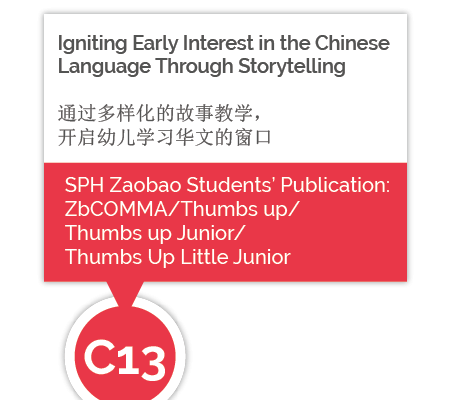 Igniting Early Interest in the Chinese
Language Through Storytelling
通过多样化的故事教学，
开启幼儿学习华文的窗口
SPH Zaobao Students’ Publication:
ZbCOMMA/Thumbs up/
Thumbs up Junior/
Thumbs Up Little Junior
C13